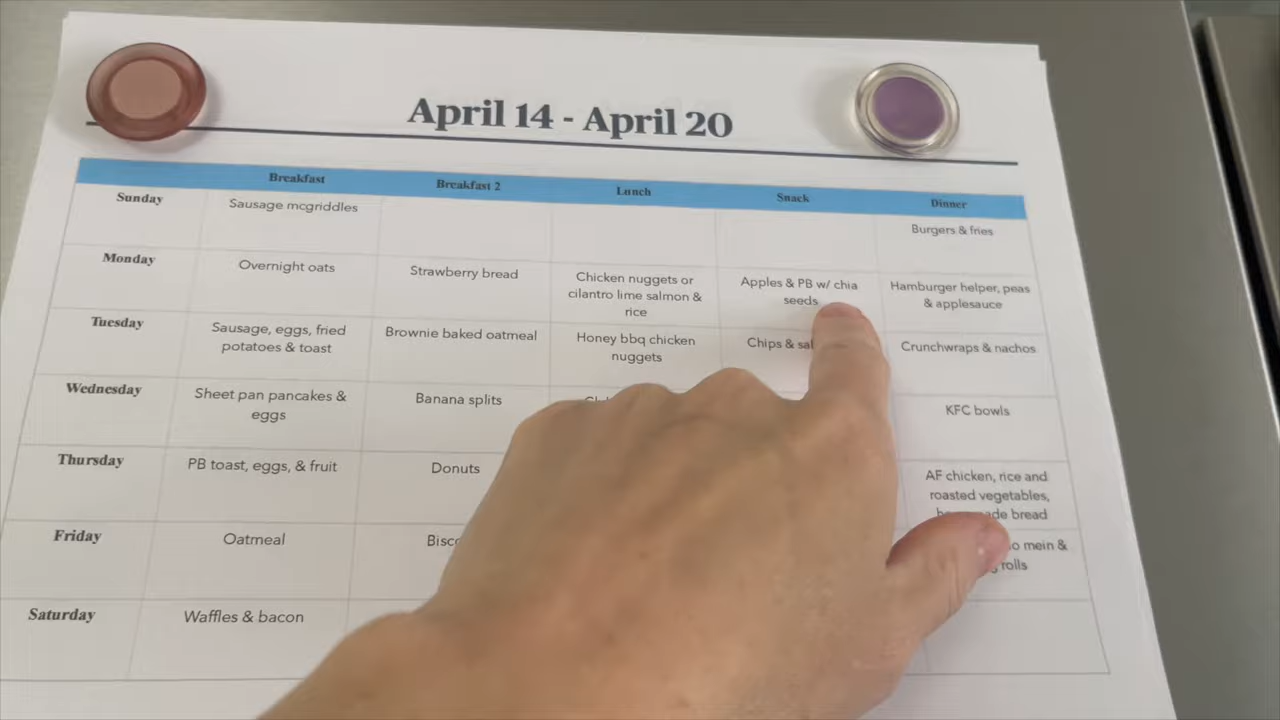 April 14 - April 20
Breakfast Breakfast 2 Lunch Snack Dinner
Sunday
Sausage mcgriddles
Burgers & fries
Monday
Overnight oats
Strawberry bread
Chicken nuggets or
cilantro lime salmon &
rice
Apples & PB w/ chia
seeds
Hamburger helper, peas
& applesauce
Tuesday
Sausage, eggs, fried
potatoes & toast
Brownie baked oatmeal
Honey bbq chicken
nuggets
Chips &
Crunchwraps & nachos
Wednesday
Sheet pan pancakes &
eggs
Banana splits
KFC bowls
Thursday
PB toast, eggs, & fruit
Donuts
AF chicken, rice and
roasted vegetables,
bread
Friday
Oatmeal
mein &
rolls
Saturday
Waffles & bacon